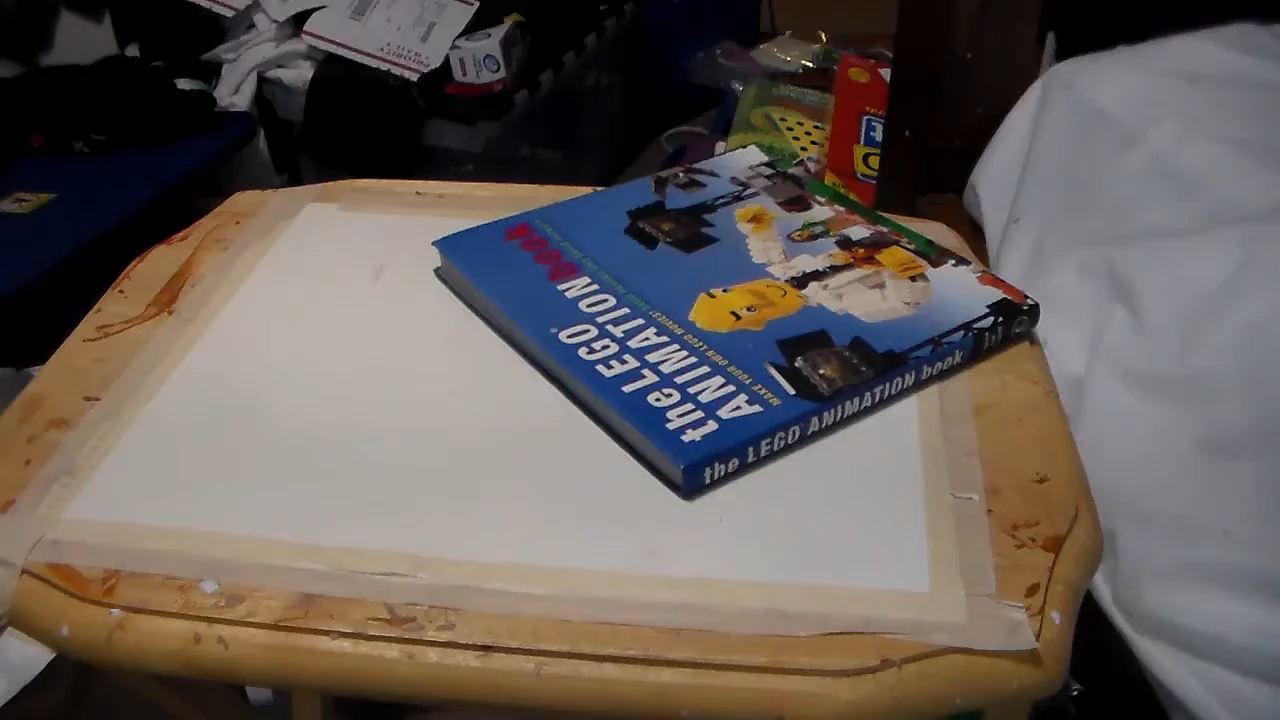 PRIORITY
MAIL
the LEGO®
ANIMATION book
MAKE YOUR OWN LEGO MOVIES!
the LEGO ANIMATION book